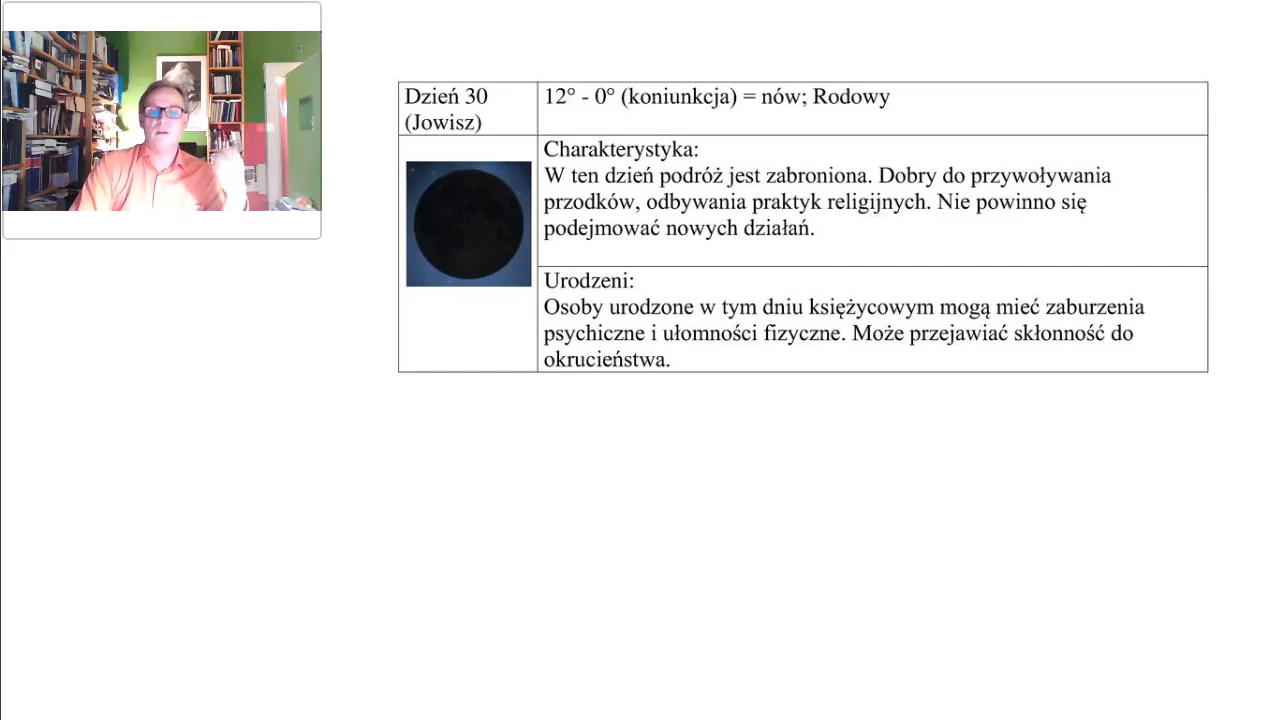 Dzień 30
(Jowisz)
12° - 0° (koniunkcja) = nów; Rodowy
Charakterystyka:
W ten dzień podróż jest zabroniona. Dobry do przywoływania
przodków, odbywania praktyk religijnych. Nie powinno się
podejmować nowych działań.
Urodzeni:
Osoby urodzone w tym dniu księżycowym mogą mieć zaburzenia
psychiczne i ułomności fizyczne. Może przejawiać skłonność do
okrucieństwa.